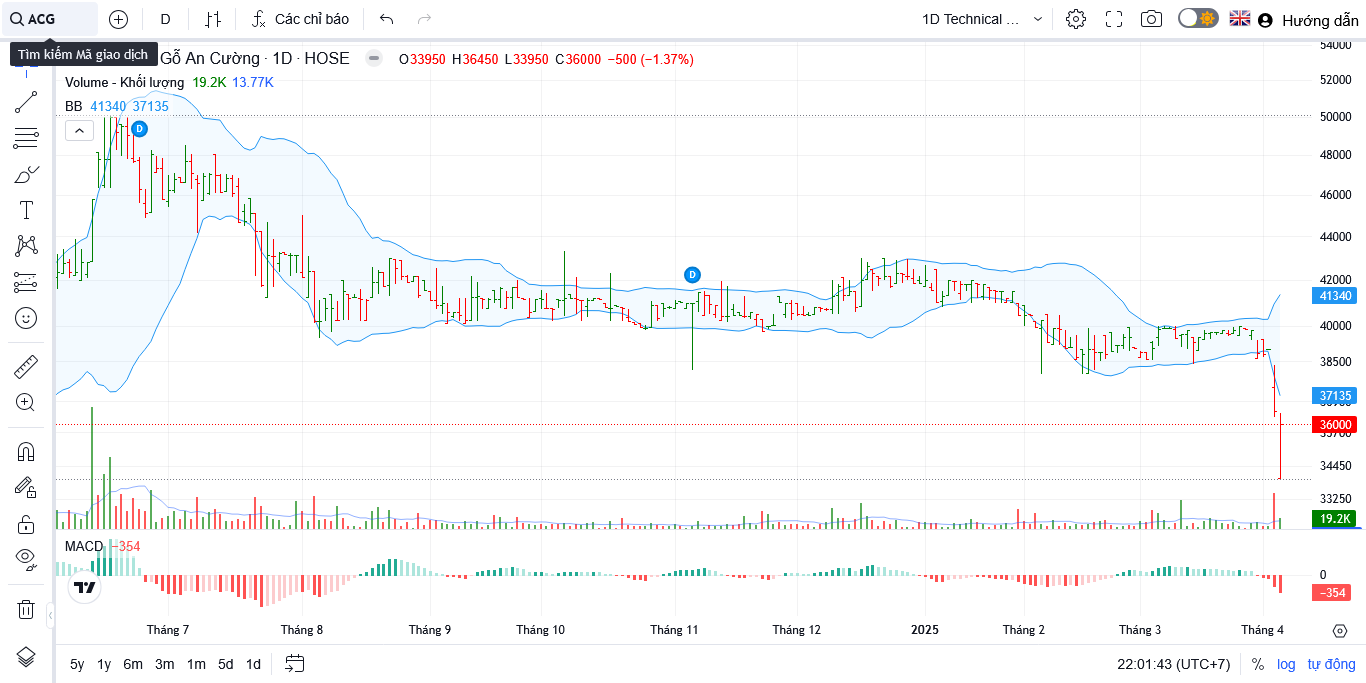 ACG
D
Các chỉ báo
1D Technical ...
Hướng dẫn
Tìm kiếm Mã giao dịch
Gỗ An Cường · 1D · HOSE
O33950 H36450 L33950 C36000 −500 (−1.37%)
Volume - Khối lượng 19.2K 13.77K
BB 41340 37135
D
D
54000
52000
50000
48000
46000
44000
42000
41340
40000
38500
37135
36000
35700
34450
33250
19.2K
MACD −354
0
−354
Tháng 7
Tháng 8
Tháng 9
Tháng 10
Tháng 11
Tháng 12
2025
Tháng 2
Tháng 3
Tháng 4
5y 1y 6m 3m 1m 5d 1d
22:01:43 (UTC+7)
% log tự động